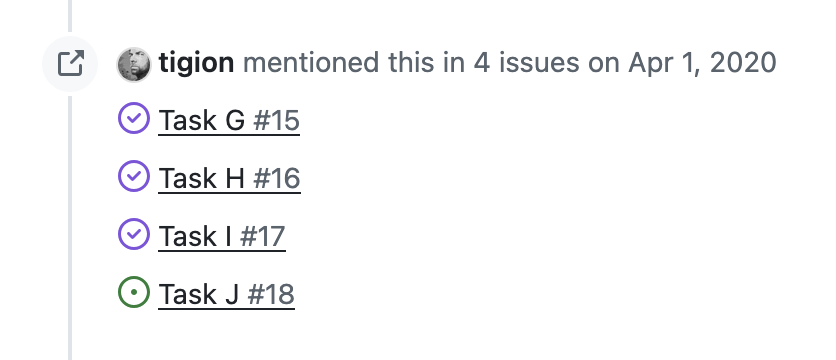 tigion mentioned this in 4 issues on Apr 1, 2020
Task G #15
Task H #16
Task I #17
Task J #18